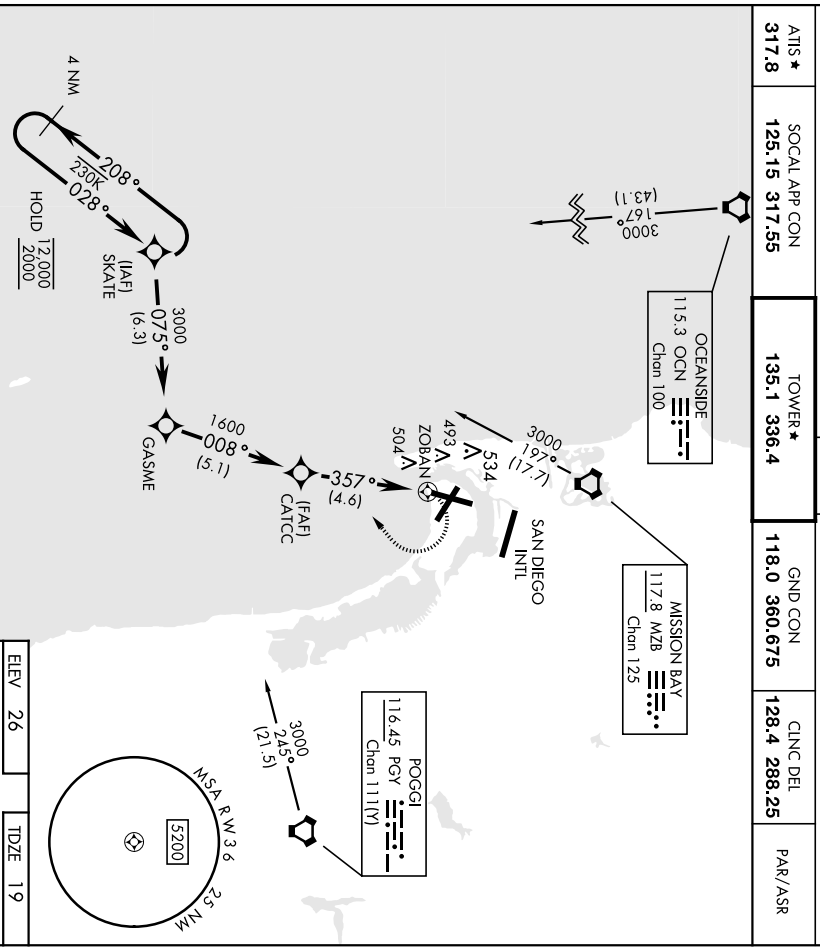 ATIS ★
317.8
SOCAL APP CON
125.15 317.55
TOWER ★
135.1 336.4
GND CON
118.0 360.675
CLNC DEL
128.4 288.25
PAR/ASR
OCEANSIDE
115.3 OCN
Chan 100
3000
167°
(43.1)
MISSION BAY
117.8 MZB
Chan 125
3000
197°
(17.7)
SAN DIEGO
INTL
534
493
ZOBAN
504
357°
(4.6)
(FAF)
CATCC
1600
008°
(5.1)
GASME
3000
075°
(6.3)
(IAF)
SKATE
4 NM
208°
230K
028°
HOLD 12,000
2000
POGGI
116.45 PGY
Chan 111(Y)
3000
245°
(21.5)
MSA RW36 25 NM
5200
ELEV 26
TDZE 19